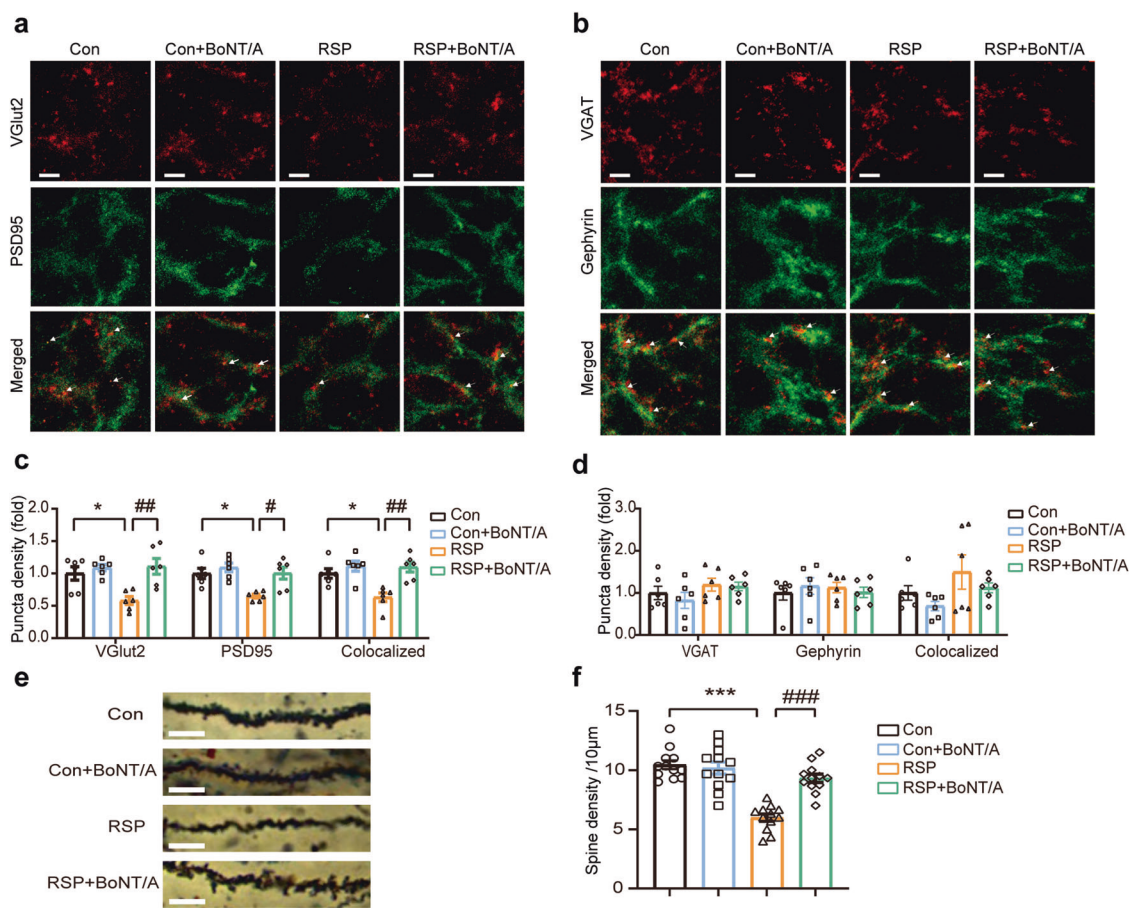 a
Con Con+BoNT/A RSP RSP+BoNT/A
VGlut2
PSD95
Merged
b
Con Con+BoNT/A RSP RSP+BoNT/A
VGAT
Gephyrin
Merged
c
Puncta density (fold)
2.0
1.5
1.0
0.5
0.0
* ## * # * ##
VGlut2 PSD95 Colocalized
Con
Con+BoNT/A
RSP
RSP+BoNT/A
d
Puncta density (fold)
3.0
2.0
1.0
0.0
VGAT Gephyrin Colocalized
Con
Con+BoNT/A
RSP
RSP+BoNT/A
e
Con
Con+BoNT/A
RSP
RSP+BoNT/A
f
Spine density /10μm
15
10
5
0
*** ###
Con
Con+BoNT/A
RSP
RSP+BoNT/A